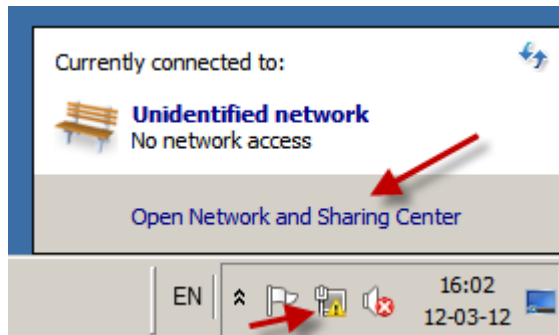 Currently connected to:
Unidentified network
No network access
Open Network and Sharing Center
EN
16:02
12-03-12